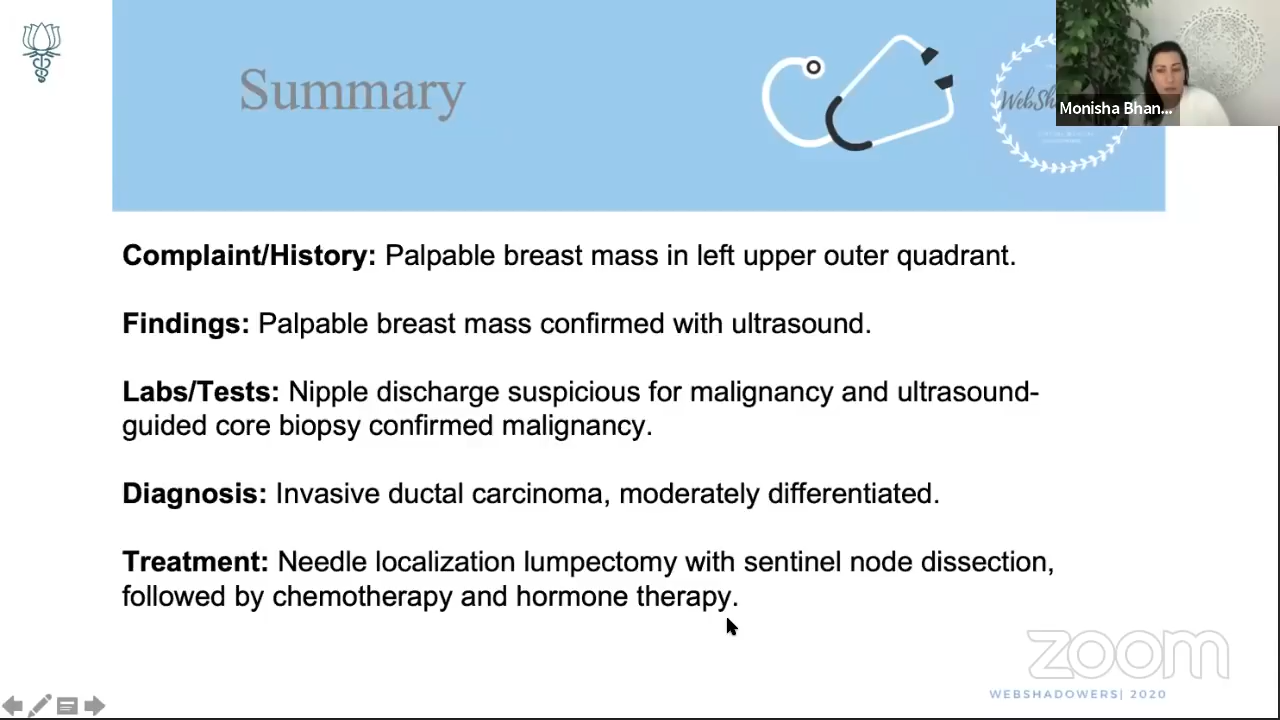 Summary
WebSh
Monisha Bhan...
Complaint/History: Palpable breast mass in left upper outer quadrant.
Findings: Palpable breast mass confirmed with ultrasound.
Labs/Tests: Nipple discharge suspicious for malignancy and ultrasound-
guided core biopsy confirmed malignancy.
Diagnosis: Invasive ductal carcinoma, moderately differentiated.
Treatment: Needle localization lumpectomy with sentinel node dissection,
followed by chemotherapy and hormone therapy.
zoom
WEBSHADOWERS| 2020